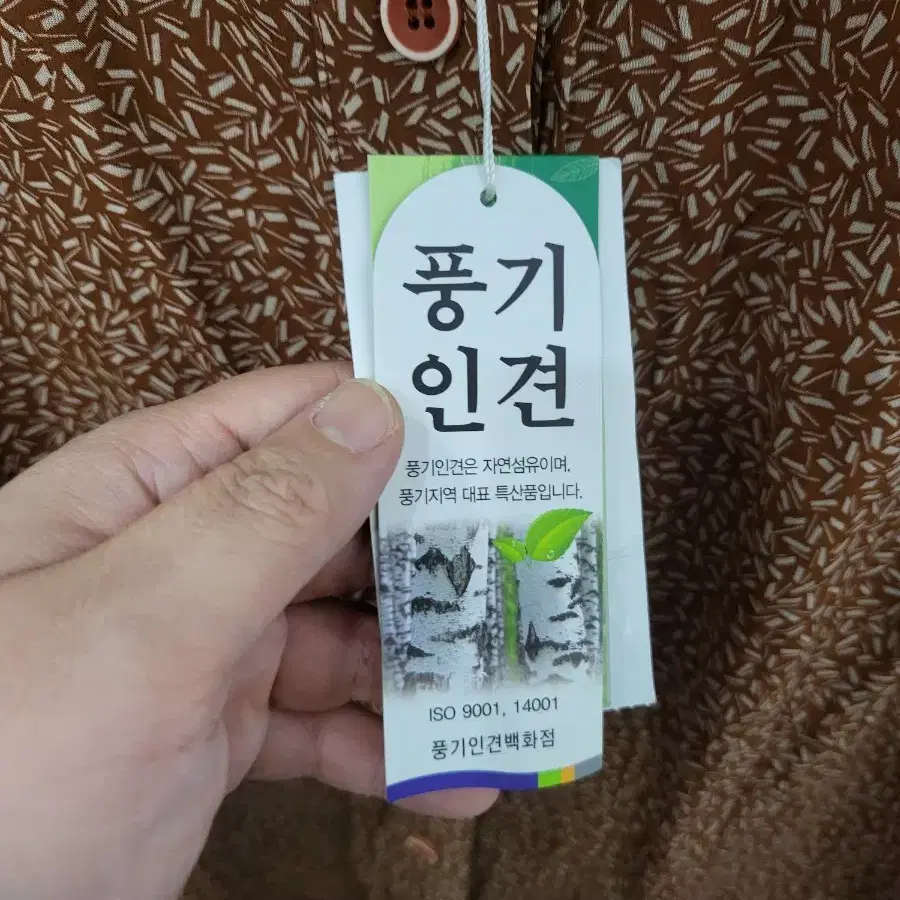 풍기
인견
풍기인견은 자연섬유이며,
풍기지역 대표 특산품입니다.
ISO 9001, 14001
풍기인견백화점